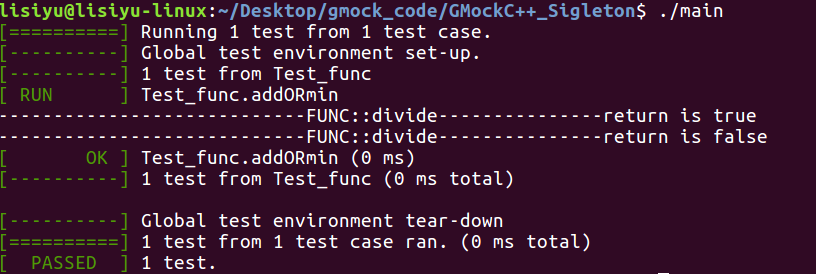 lisiyu@lisiyu-linux:~/Desktop/gmock_code/GMockC++_Sigleton$ ./main
[==========] Running 1 test from 1 test case.
[----------] Global test environment set-up.
[----------] 1 test from Test_func
[ RUN      ] Test_func.addORmin
----------------------------FUNC::divide---------------return is true
----------------------------FUNC::divide---------------return is false
[       OK ] Test_func.addORmin (0 ms)
[----------] 1 test from Test_func (0 ms total)

[----------] Global test environment tear-down
[==========] 1 test from 1 test case ran. (0 ms total)
[  PASSED  ] 1 test.